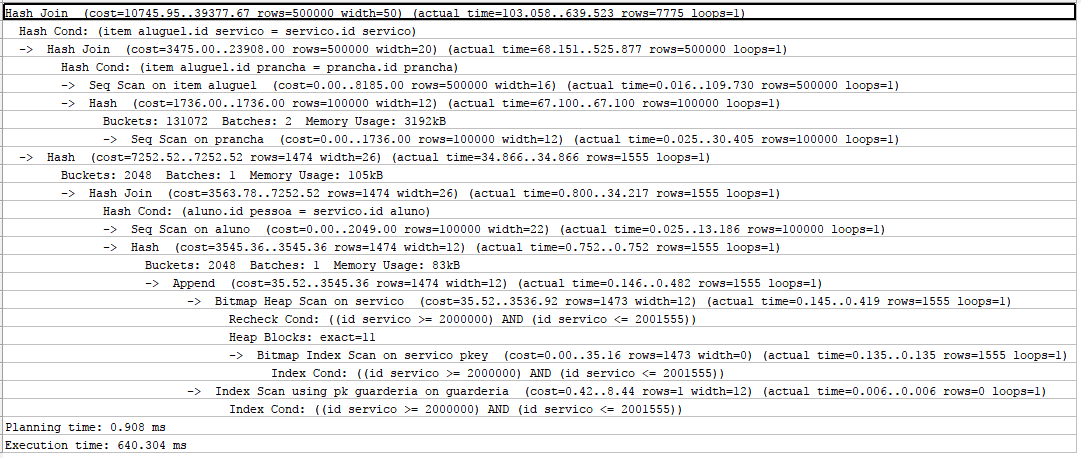 Hash Join  (cost=10745.95..39377.67 rows=500000 width=50) (actual time=103.058..639.523 rows=7775 loops=1)
Hash Cond: (item aluguel.id servico = servico.id servico)
-> Hash Join  (cost=3475.00..23908.00 rows=500000 width=20) (actual time=68.151..525.877 rows=500000 loops=1)
Hash Cond: (item aluguel.id prancha = prancha.id prancha)
-> Seq Scan on item aluguel  (cost=0.00..8185.00 rows=500000 width=16) (actual time=0.016..109.730 rows=500000 loops=1)
-> Hash  (cost=1736.00..1736.00 rows=100000 width=12) (actual time=67.100..67.100 rows=100000 loops=1)
Buckets: 131072  Batches: 2  Memory Usage: 3192kB
-> Seq Scan on prancha  (cost=0.00..1736.00 rows=100000 width=12) (actual time=0.025..30.405 rows=100000 loops=1)
-> Hash  (cost=7252.52..7252.52 rows=1474 width=26) (actual time=34.866..34.866 rows=1555 loops=1)
Buckets: 2048  Batches: 1  Memory Usage: 105kB
-> Hash Join  (cost=3563.78..7252.52 rows=1474 width=26) (actual time=0.800..34.217 rows=1555 loops=1)
Hash Cond: (aluno.id pessoa = servico.id aluno)
-> Seq Scan on aluno  (cost=0.00..2049.00 rows=100000 width=22) (actual time=0.025..13.186 rows=100000 loops=1)
-> Hash  (cost=3545.36..3545.36 rows=1474 width=12) (actual time=0.752..0.752 rows=1555 loops=1)
Buckets: 2048  Batches: 1  Memory Usage: 83kB
-> Append  (cost=35.52..3545.36 rows=1474 width=12) (actual time=0.146..0.482 rows=1555 loops=1)
-> Bitmap Heap Scan on servico  (cost=35.52..3536.92 rows=1473 width=12) (actual time=0.145..0.419 rows=1555 loops=1)
Recheck Cond: ((id servico >= 2000000) AND (id servico <= 2001555))
Heap Blocks: exact=11
-> Bitmap Index Scan on servico pkey  (cost=0.00..35.16 rows=1473 width=0) (actual time=0.135..0.135 rows=1555 loops=1)
Index Cond: ((id servico >= 2000000) AND (id servico <= 2001555))
-> Index Scan using pk guarderia on guarderia  (cost=0.42..8.44 rows=1 width=12) (actual time=0.006..0.006 rows=0 loops=1)
Index Cond: ((id servico >= 2000000) AND (id servico <= 2001555))
Planning time: 0.908 ms
Execution time: 640.304 ms